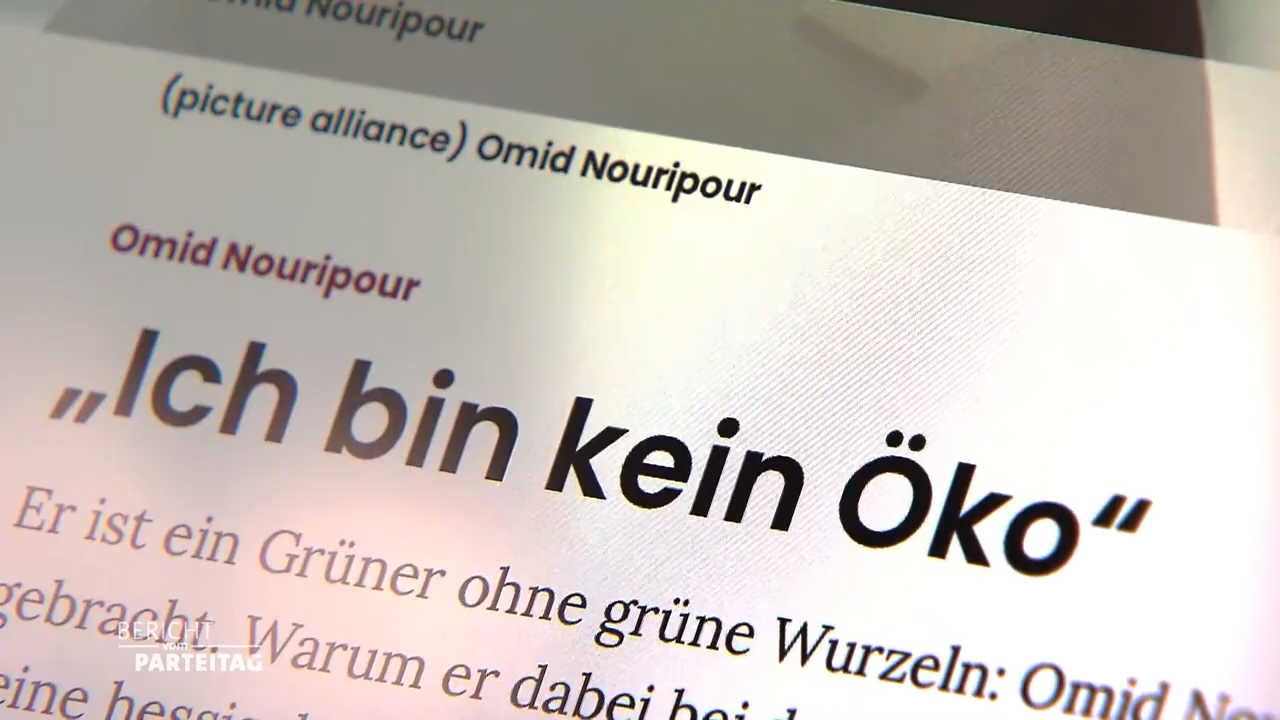 Omid Nouripour
(picture alliance) Omid Nouripour
Omid Nouripour
„Ich bin kein Öko“
Er ist ein Grüner ohne grüne Wurzeln: Omid
gebracht. Warum er dabei
eine
BERICHT
vom
PARTEITAG